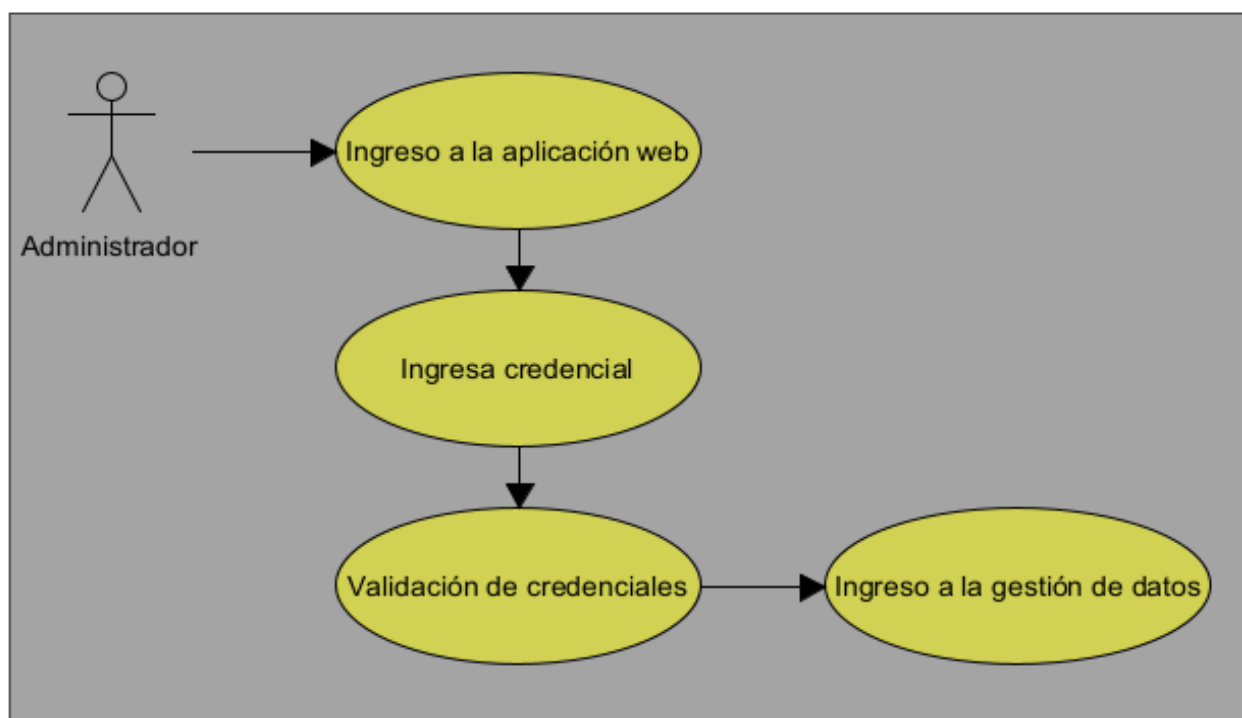 Ingreso a la aplicación web
Administrador
Ingresa credencial
Validación de credenciales
Ingreso a la gestión de datos